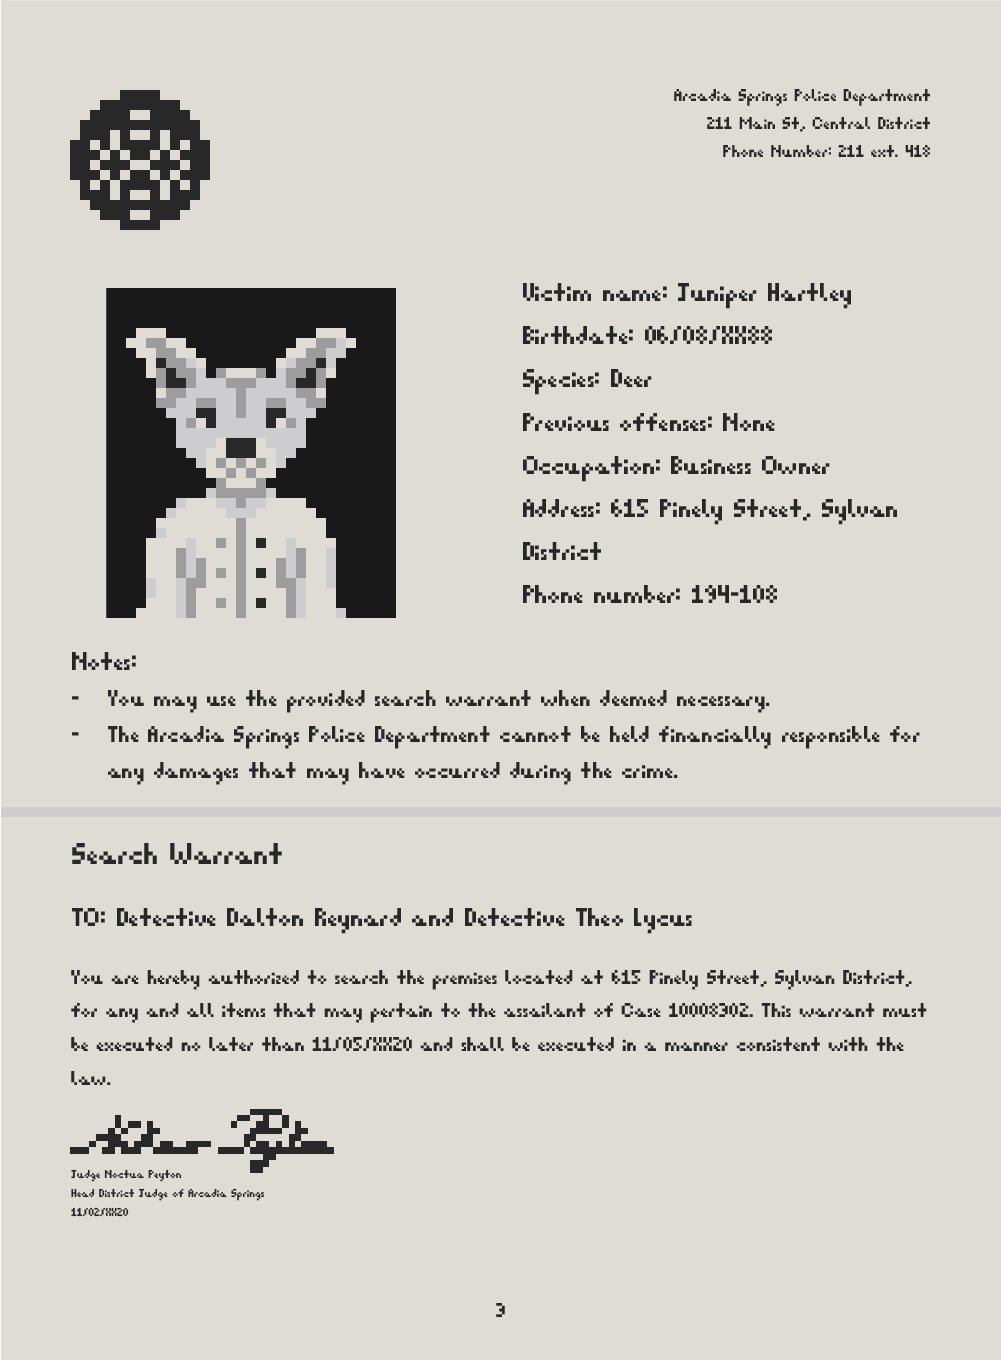 Arcadia Springs Police Department
211 Main St, Central District
Phone Number: 211 ext. 418
Victim name: Juniper Hartley
Birthdate: 06/08/XX88
Species: Deer
Previous offenses: None
Occupation: Business Owner
Address: 615 Pinely Street, Sylvan
District
Phone number: 194-108
Notes:
- You may use the provided search warrant when deemed necessary.
- The Arcadia Springs Police Department cannot be held financially responsible for
any damages that may have occurred during the crime.
Search Warrant
TO: Detective Dalton Reynard and Detective Theo Lycus
You are hereby authorized to search the premises located at 615 Pinely Street, Sylvan District,
for any and all items that may pertain to the assailant of Case 10008302. This warrant must
be executed no later than 11/05/XX20 and shall be executed in a manner consistent with the
law.
Judge Noctua Peyton
Head District Judge of Arcadia Springs
11/02/XX20
3